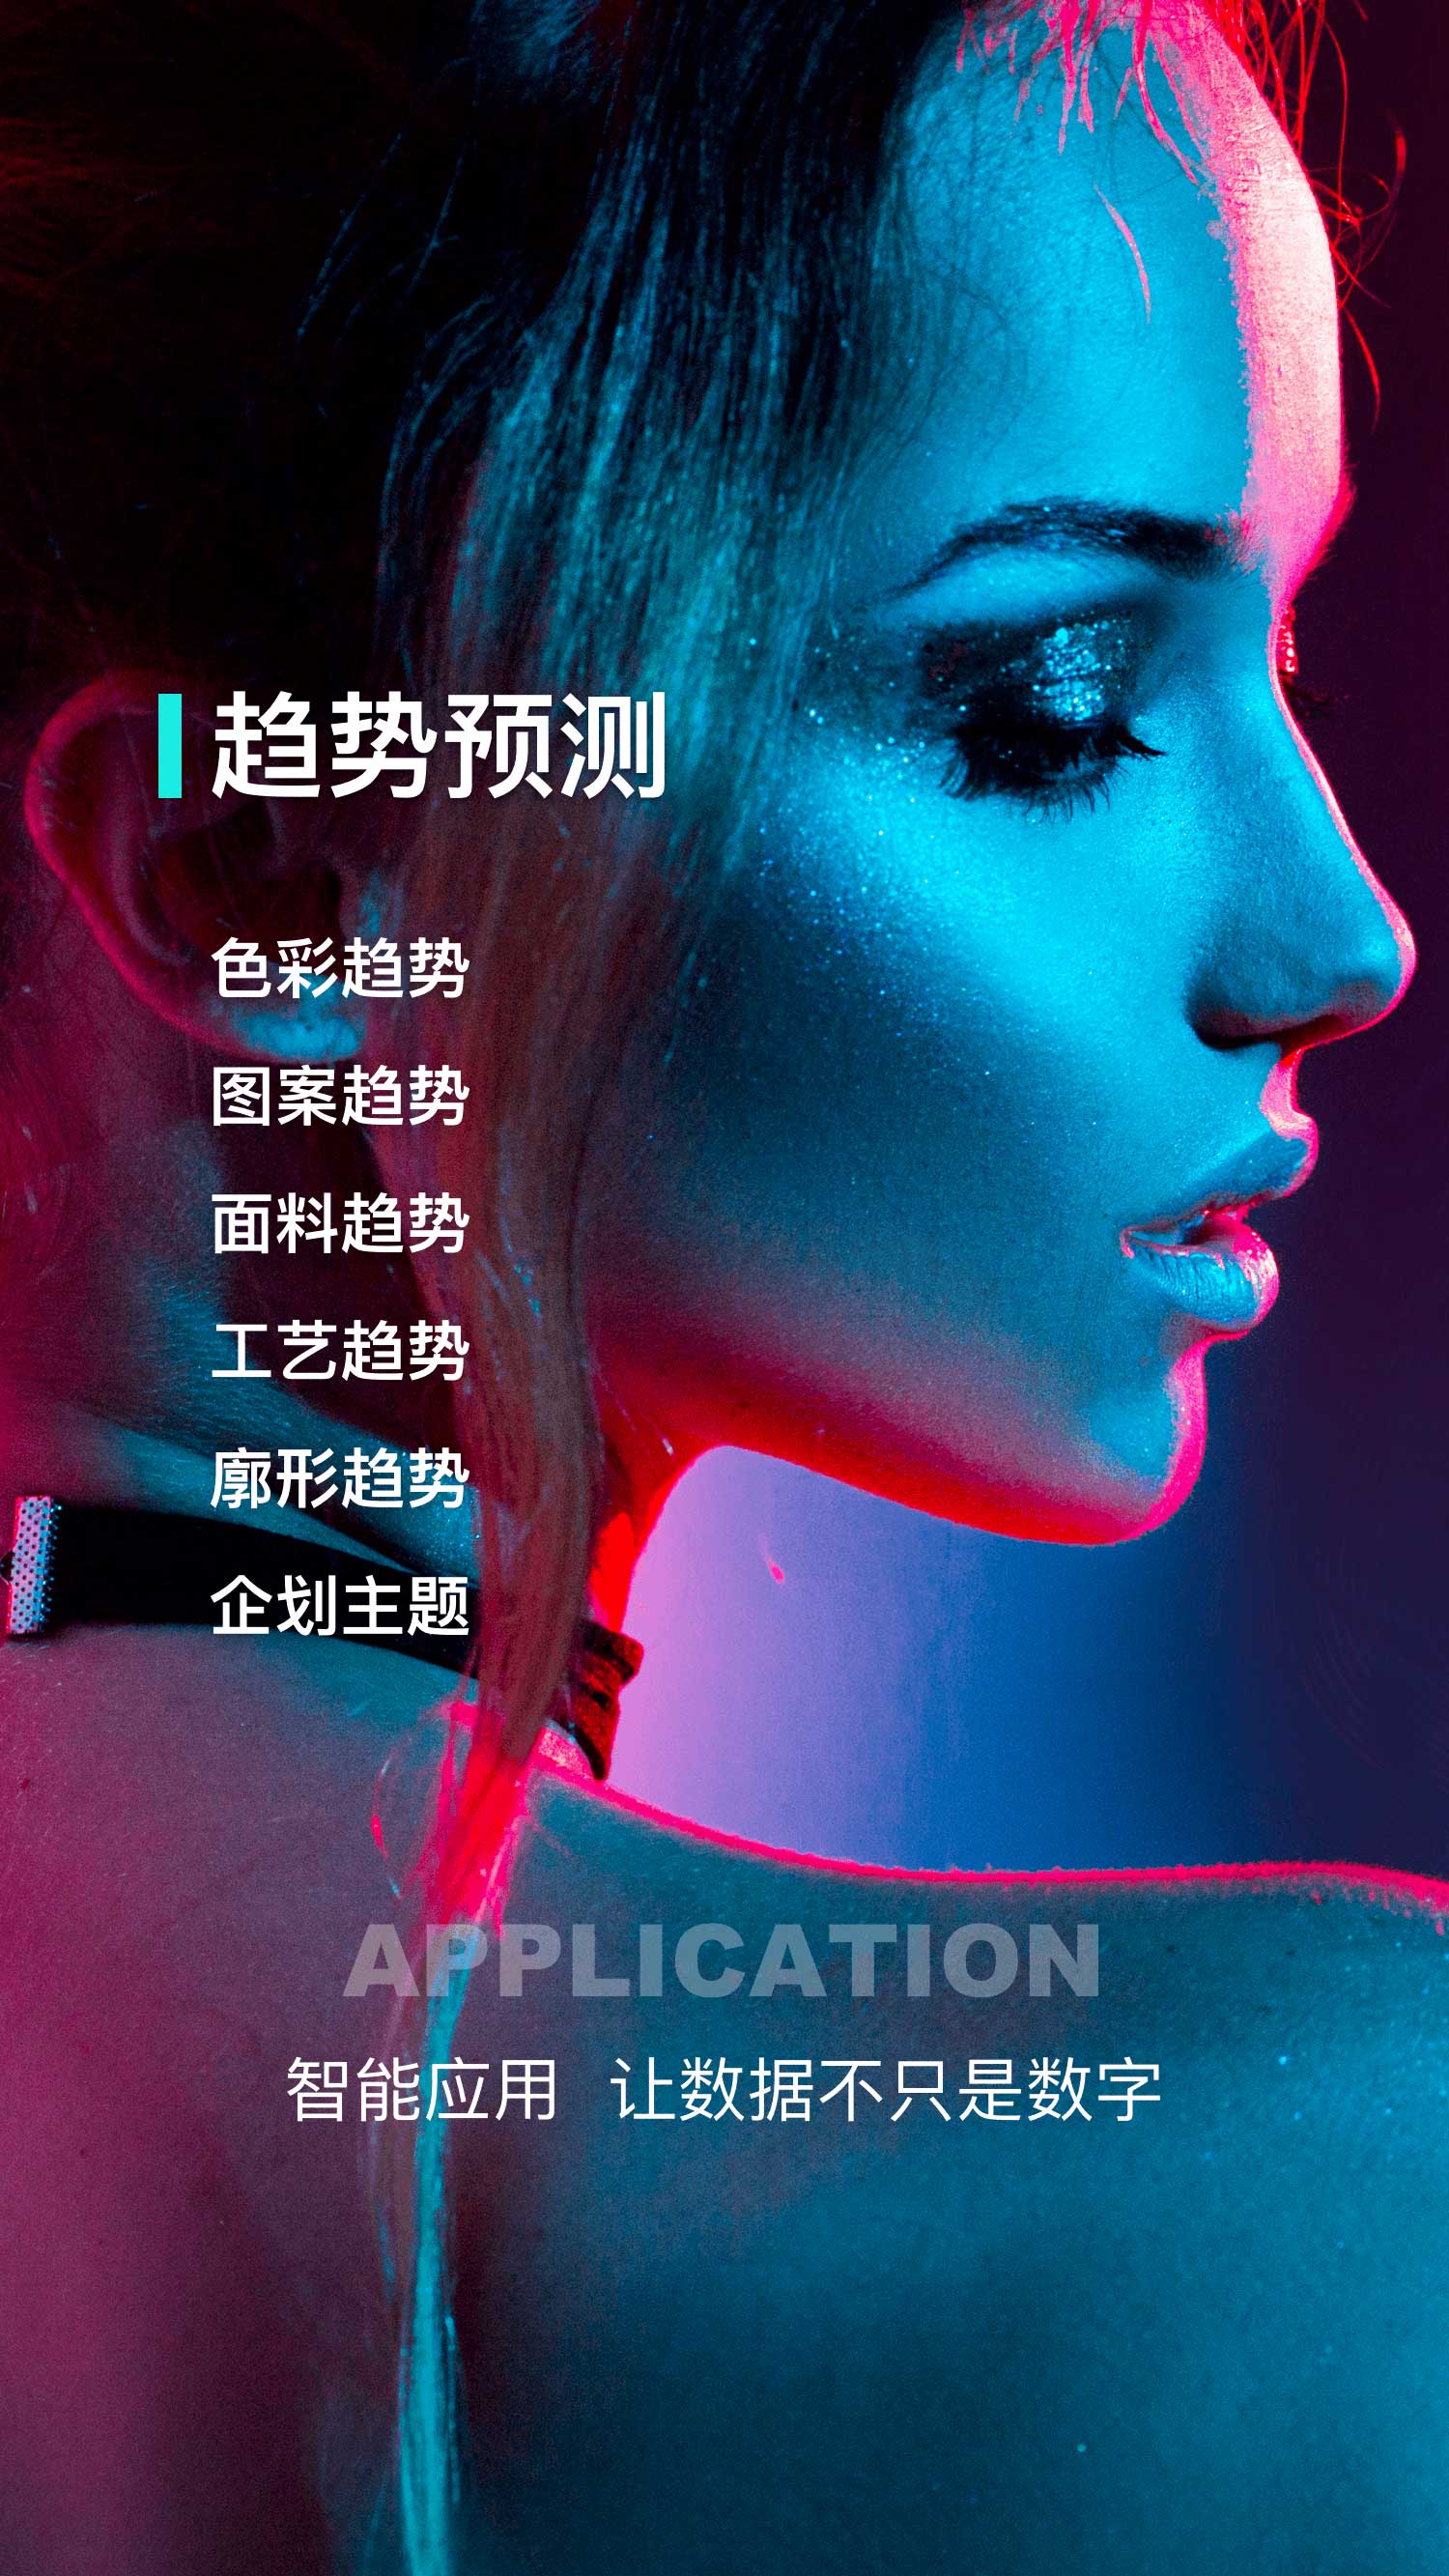 趋势预测
色彩趋势
图案趋势
面料趋势
工艺趋势
廓形趋势
企划主题
APPLICATION
智能应用 让数据不只是数字